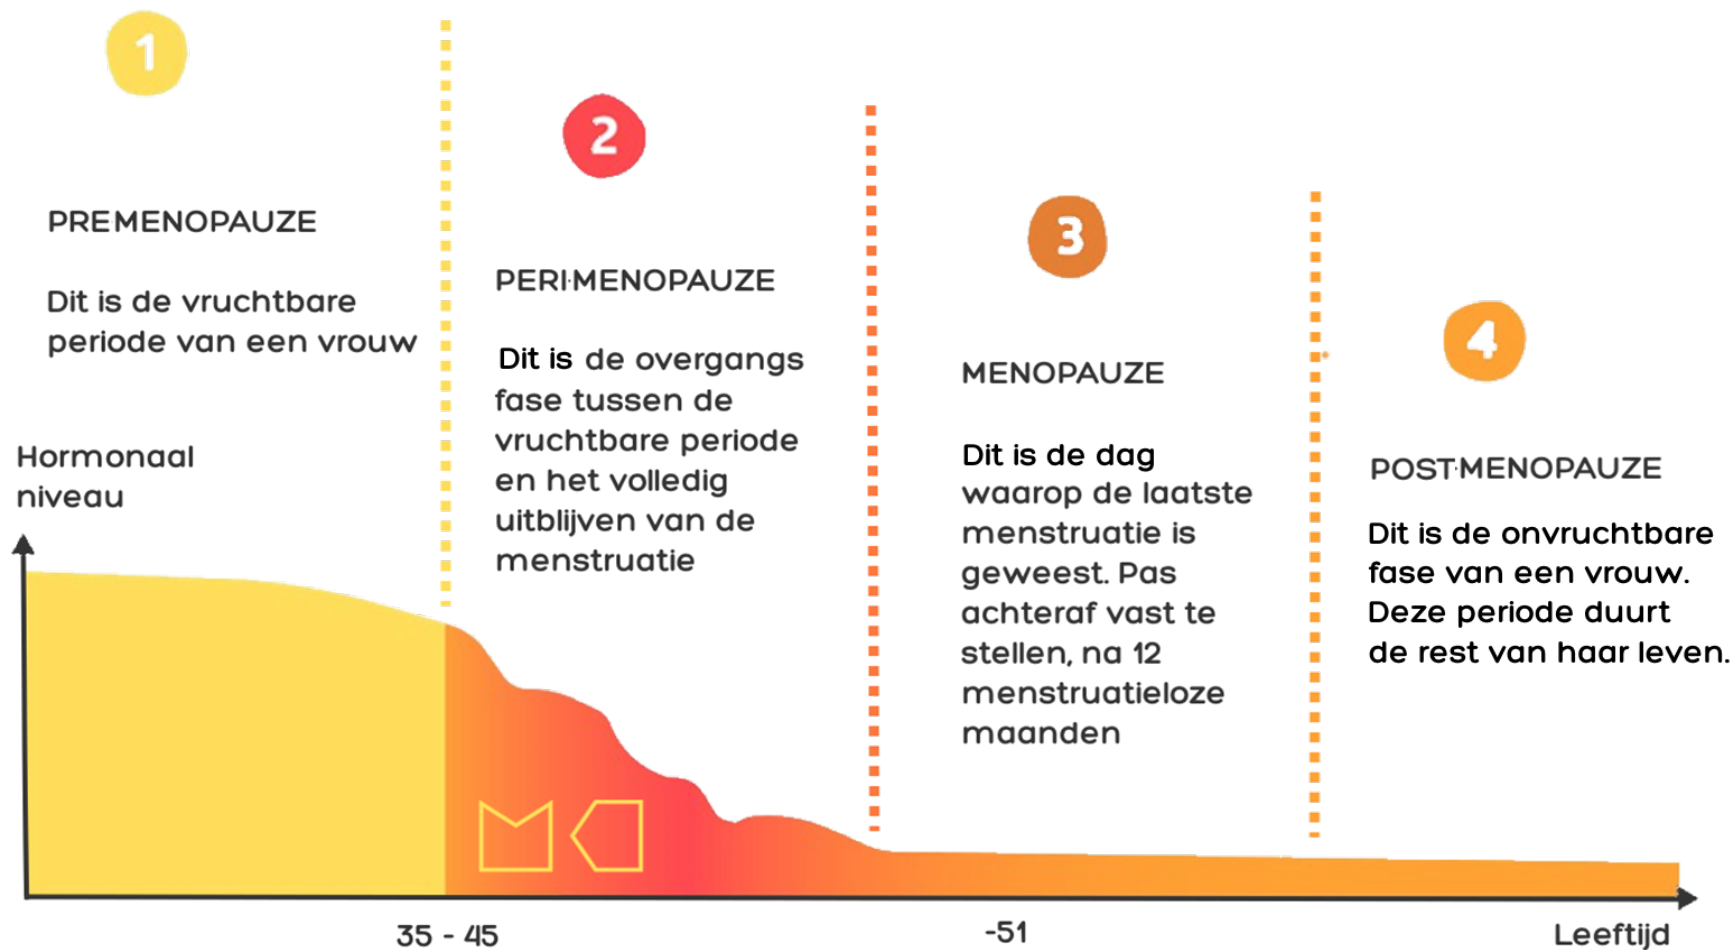 1
PREMENOPAUZE
Dit is de vruchtbare
periode van een vrouw
2
PERI·MENOPAUZE
Dit is de overgangs
fase tussen de
vruchtbare periode
en het volledig
uitblijven van de
menstruatie
3
MENOPAUZE
Dit is de dag
waarop de laatste
menstruatie is
geweest. Pas
achteraf vast te
stellen, na 12
menstruatieloze
maanden
4
POST·MENOPAUZE
Dit is de onvruchtbare
fase van een vrouw.
Deze periode duurt
de rest van haar leven.
Hormonaal
niveau
35 - 45
-51
Leeftijd